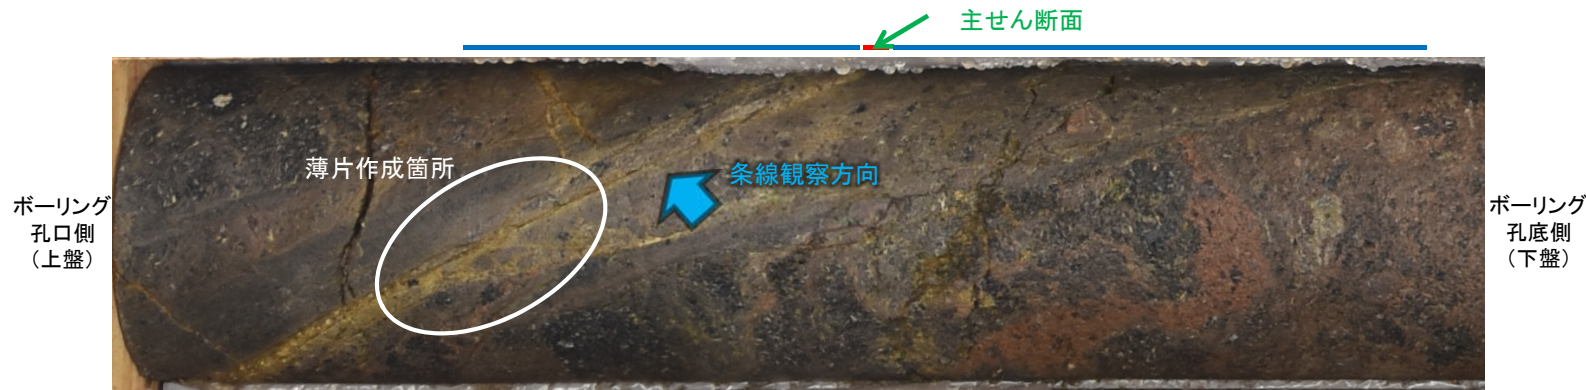 主せん断面
薄片作成箇所
条線観察方向
ボーリング
孔口側
（上盤）
ボーリング
孔底側
（下盤）